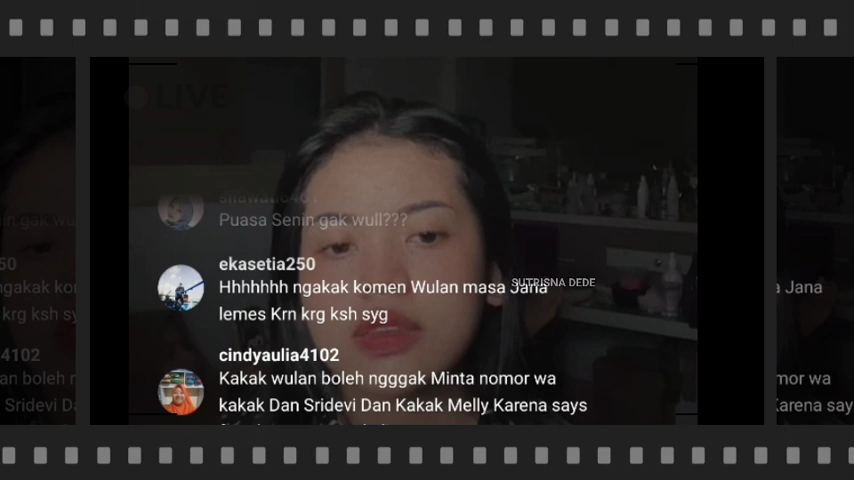 LIVE
Puasa Senin gak wull???
ekasetia250
Hhhhhhh ngakak komen Wulan masa Jana
SUTRISNA DEDE
lemes Krn krg ksh syg
cindyaulia4102
Kakak wulan boleh ngggak Minta nomor wa
kakak Dan Sridevi Dan Kakak Melly Karena says